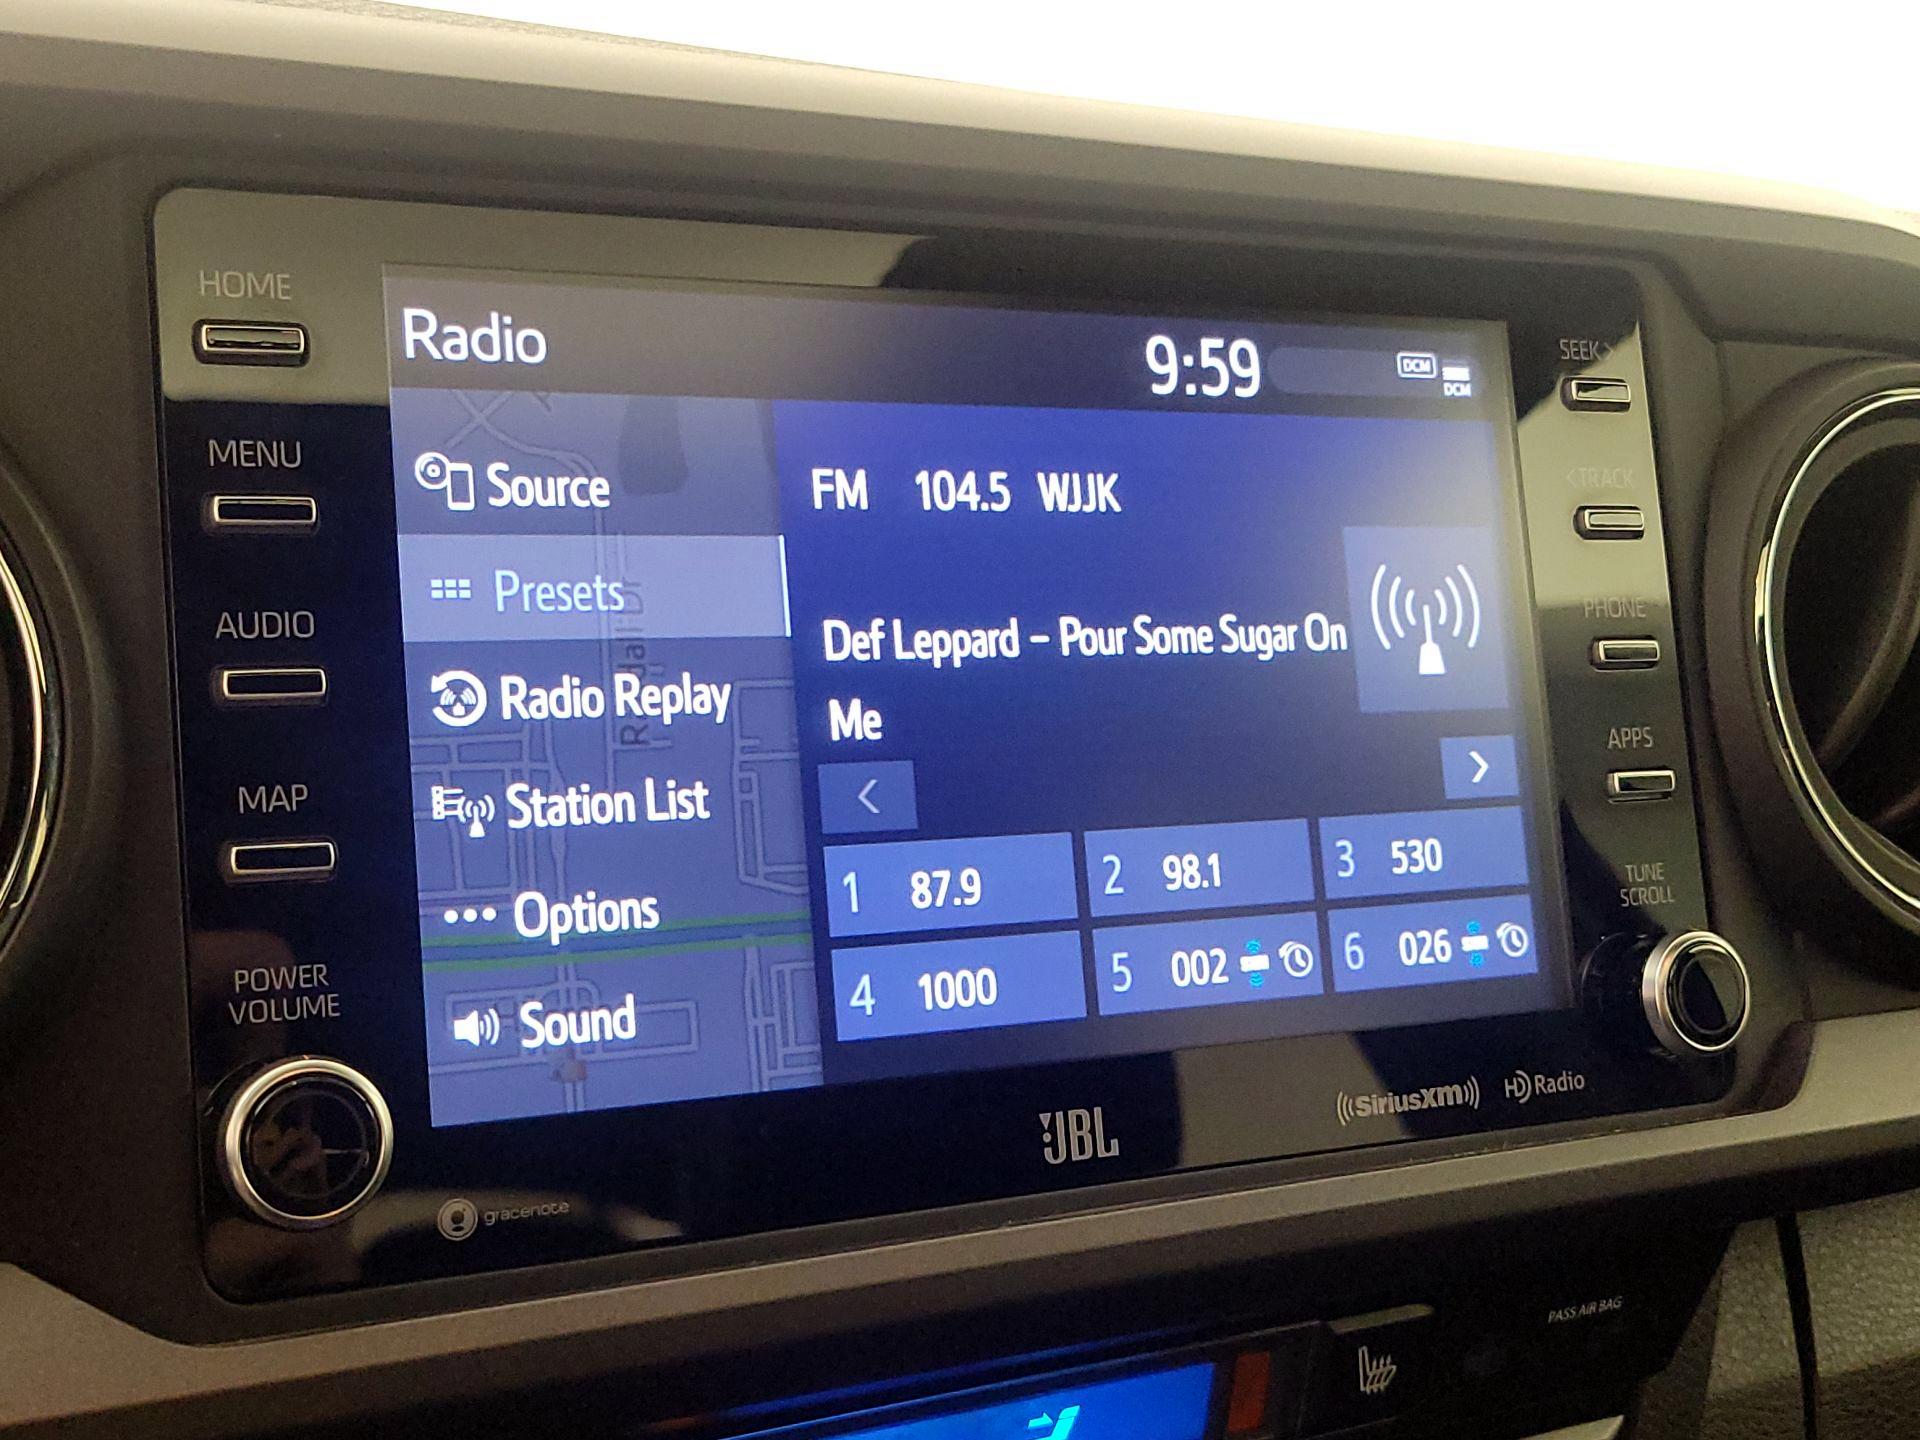 HOME
MENU
AUDIO
MAP
POWER
VOLUME
Radio
9:59
DCM
DCM
Source
Presets
Radio Replay
Station List
Options
Sound
FM 104.5 WJJK
Def Leppard – Pour Some Sugar On
Me
<
>
1 87.9
2 98.1
3 530
4 1000
5 002
6 026
SEEK >
< TRACK
PHONE
APPS
TUNE
SCROLL
gracenote
JBL
SiriusXM
HD Radio
PASS AIR BAG